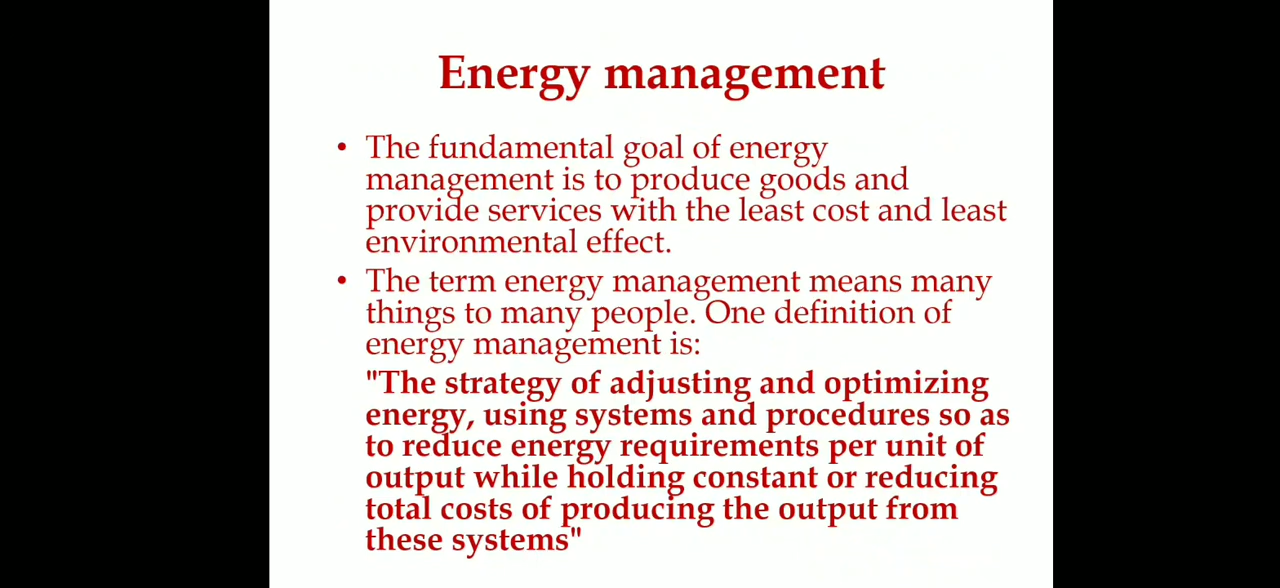 Energy management
• The fundamental goal of energy
management is to produce goods and
provide services with the least cost and least
environmental effect.
• The term energy management means many
things to many people. One definition of
energy management is:
"The strategy of adjusting and optimizing
energy, using systems and procedures so as
to reduce energy requirements per unit of
output while holding constant or reducing
total costs of producing the output from
these systems"